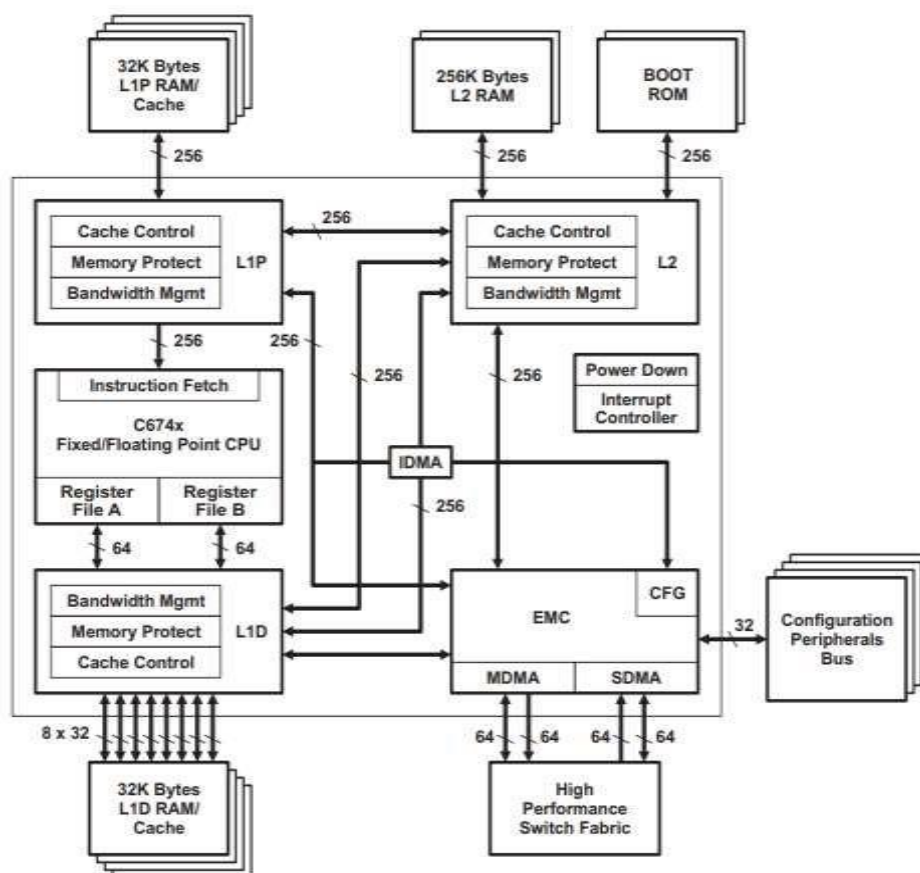 32K Bytes
L1P RAM/
Cache
256K Bytes
L2 RAM
BOOT
ROM
256
256
256
Cache Control
Memory Protect
Bandwidth Mgmt
L1P
256
Cache Control
Memory Protect
Bandwidth Mgmt
L2
256
256
256
256
Instruction Fetch
C674x
Fixed/Floating Point CPU
Register
File A
Register
File B
Power Down
Interrupt
Controller
IDMA
256
64
64
Bandwidth Mgmt
Memory Protect
Cache Control
L1D
EMC
CFG
MDMA
SDMA
32
Configuration
Peripherals
Bus
8 x 32
64
64
64
64
32K Bytes
L1D RAM/
Cache
High
Performance
Switch Fabric